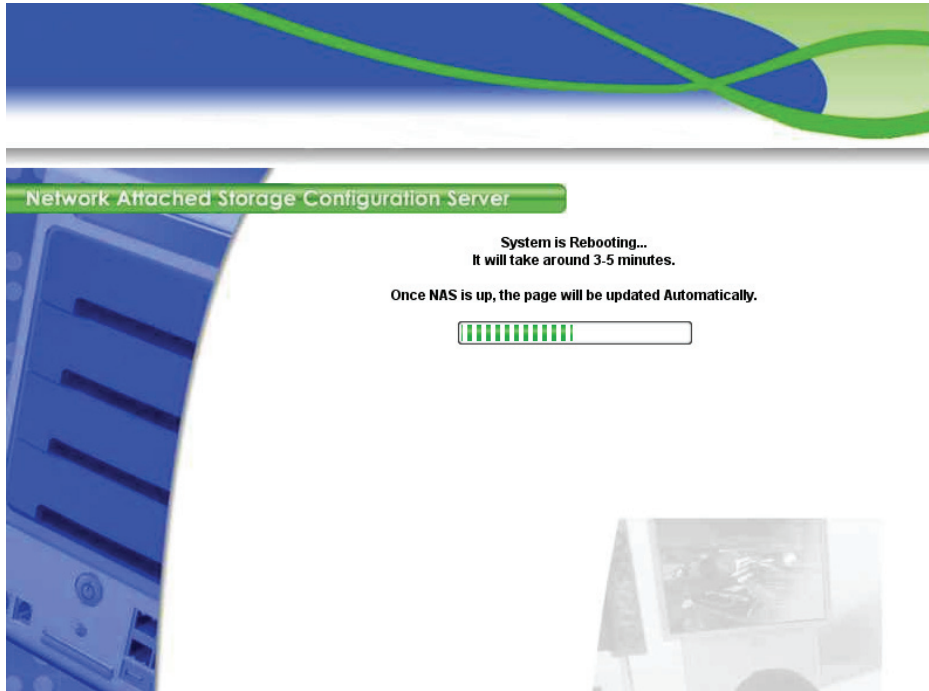 Network Attached Storage Configuration Server
System is Rebooting...
It will take around 3-5 minutes.
Once NAS is up, the page will be updated Automatically.